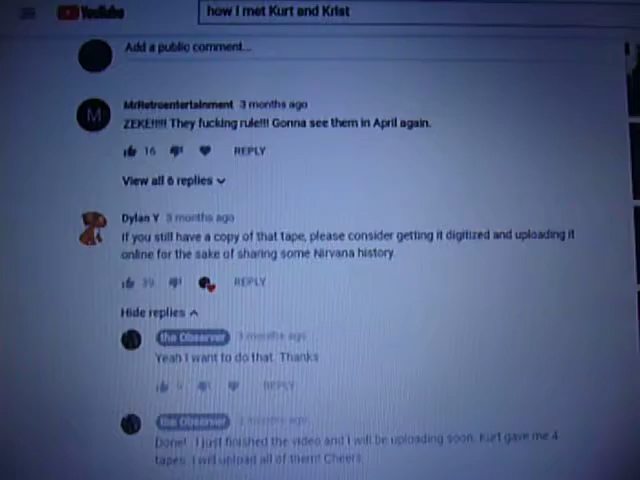 YouTube
how I met Kurt and Krist
Add a public comment...
M
MrRetroentertainment 3 months ago
ZEKE!!!!! They fucking rule!!! Gonna see them in April again.
16 REPLY
View all 6 replies
Dylan Y 3 months ago
If you still have a copy of that tape, please consider getting it digitized and uploading it
online for the sake of sharing some Nirvana history.
39 REPLY
Hide replies
the Observer 3 months ago
Yeah I want to do that. Thanks
9 REPLY
the Observer 3 months ago
Done! I just finished the video and I will be uploading soon. Kurt gave me 4
tapes. I will upload all of them! Cheers